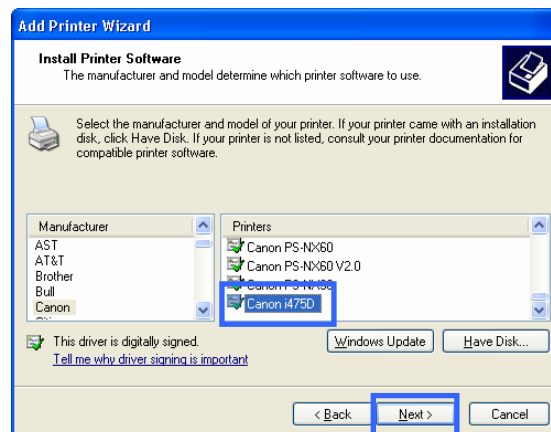 Add Printer Wizard
Install Printer Software
The manufacturer and model determine which printer software to use.
Select the manufacturer and model of your printer. If your printer came with an installation
disk, click Have Disk. If your printer is not listed, consult your printer documentation for
compatible printer software.
Manufacturer
AST
AT&T
Brother
Bull
Canon
Printers
Canon PS-NX60
Canon PS-NX60 V2.0
Canon i475D
This driver is digitally signed.
Tell me why driver signing is important
Windows Update
Have Disk...
< Back
Next >
Cancel